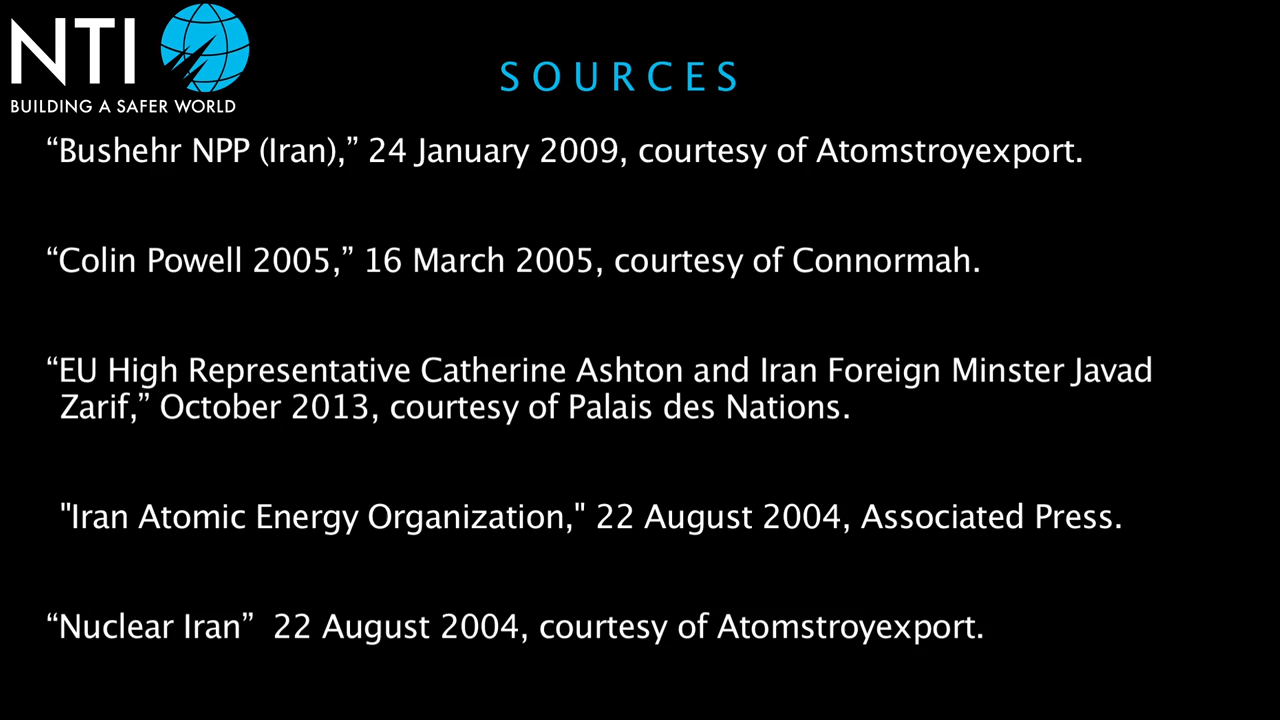 NTI
BUILDING A SAFER WORLD
SOURCES
“Bushehr NPP (Iran),” 24 January 2009, courtesy of Atomstroyexport.
“Colin Powell 2005,” 16 March 2005, courtesy of Connormah.
“EU High Representative Catherine Ashton and Iran Foreign Minster Javad
Zarif,” October 2013, courtesy of Palais des Nations.
"Iran Atomic Energy Organization," 22 August 2004, Associated Press.
“Nuclear Iran”  22 August 2004, courtesy of Atomstroyexport.